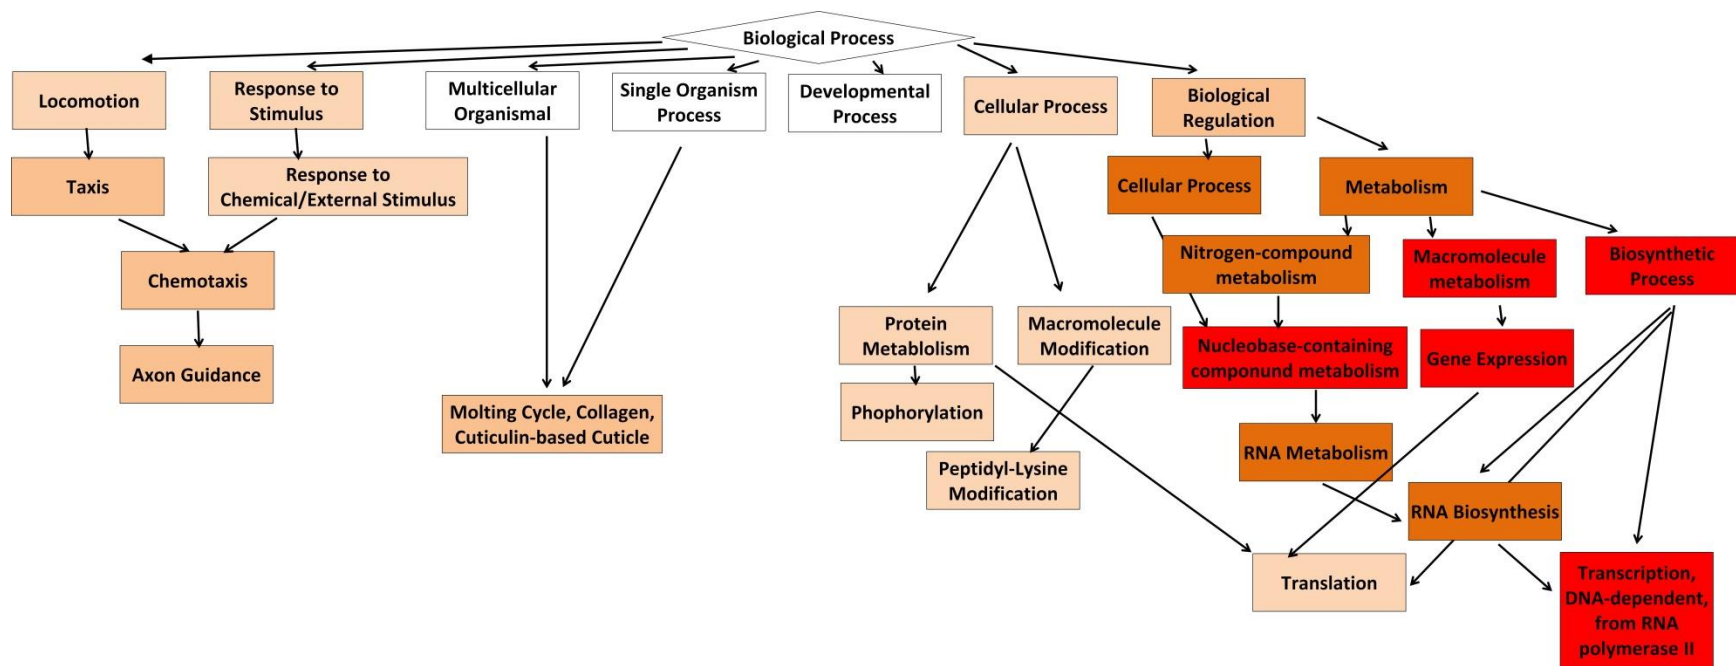 Biological Process
Locomotion
Response to
Stimulus
Multicellular
Organismal
Single Organism
Process
Developmental
Process
Cellular Process
Biological
Regulation
Taxis
Response to
Chemical/External Stimulus
Cellular Process
Metabolism
Chemotaxis
Nitrogen-compound
metabolism
Macromolecule
metabolism
Biosynthetic
Process
Axon Guidance
Protein
Metablolism
Macromolecule
Modification
Nucleobase-containing
componund metabolism
Gene Expression
Molting Cycle, Collagen,
Cuticulin-based Cuticle
Phophorylation
RNA Metabolism
Peptidyl-Lysine
Modification
RNA Biosynthesis
Translation
Transcription,
DNA-dependent,
from RNA
polymerase II